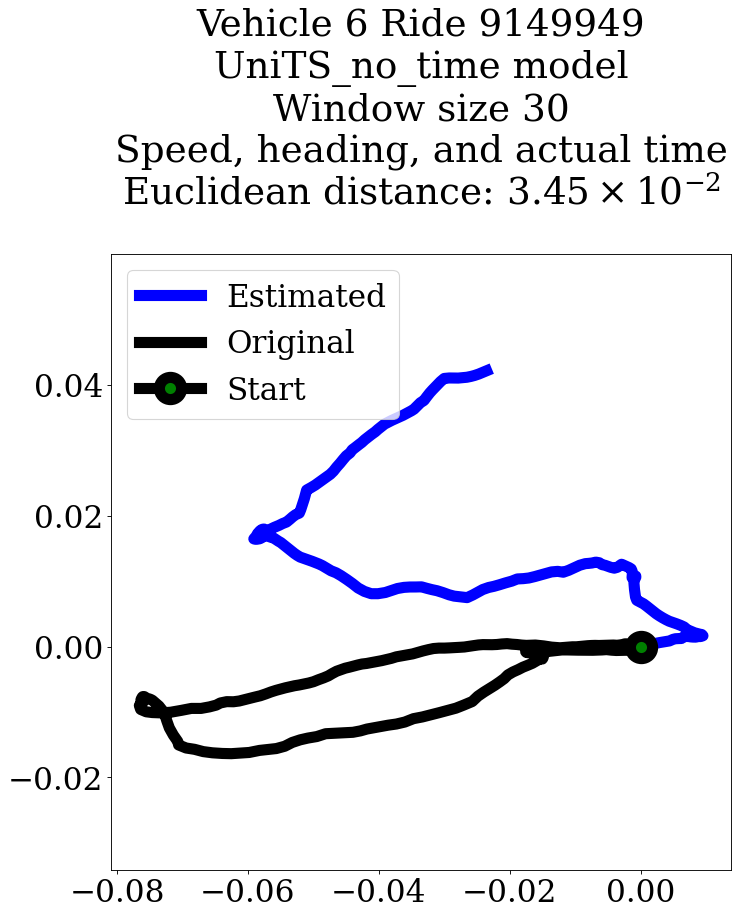 Vehicle 6 Ride 9149949
UniTS_no_time model
Window size 30
Speed, heading, and actual time
Euclidean distance: 3.45 × 10⁻²
Estimated
Original
Start
0.04
0.02
0.00
−0.02
−0.08 −0.06 −0.04 −0.02 0.00